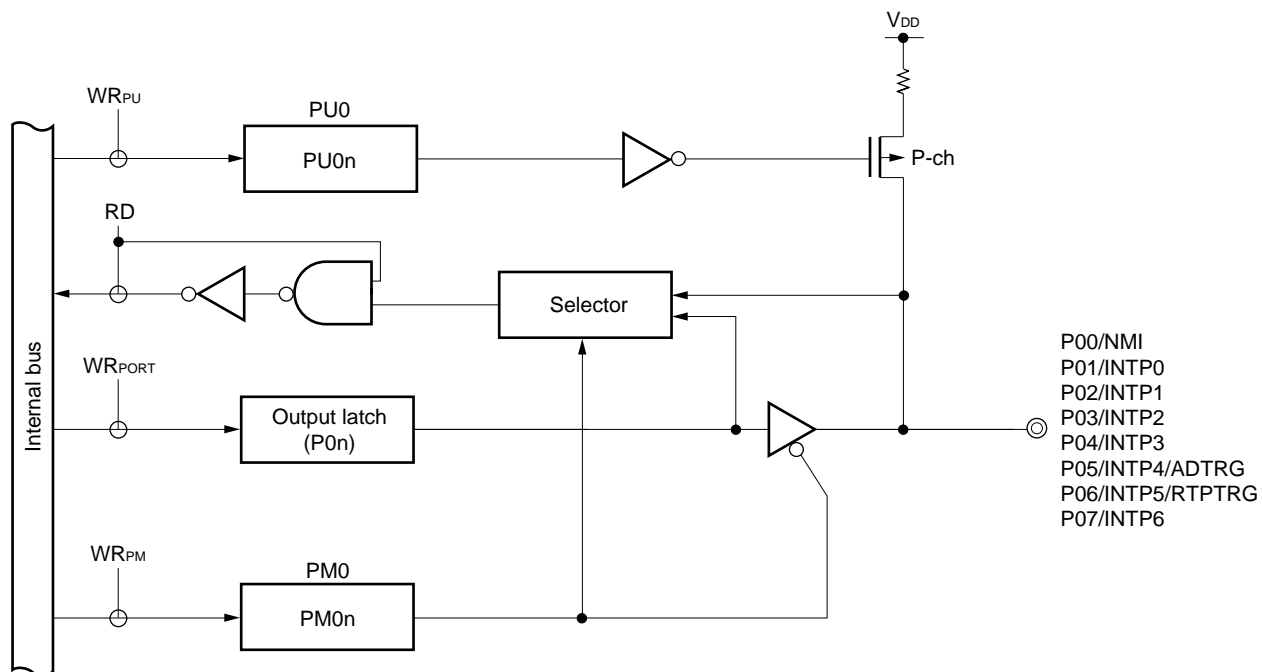 VDD
WRPU
PU0
PU0n
P-ch
RD
Selector
Internal bus
WRPORT
Output latch
(P0n)
P00/NMI
P01/INTP0
P02/INTP1
P03/INTP2
P04/INTP3
P05/INTP4/ADTRG
P06/INTP5/RTPTRG
P07/INTP6
WRPM
PM0
PM0n